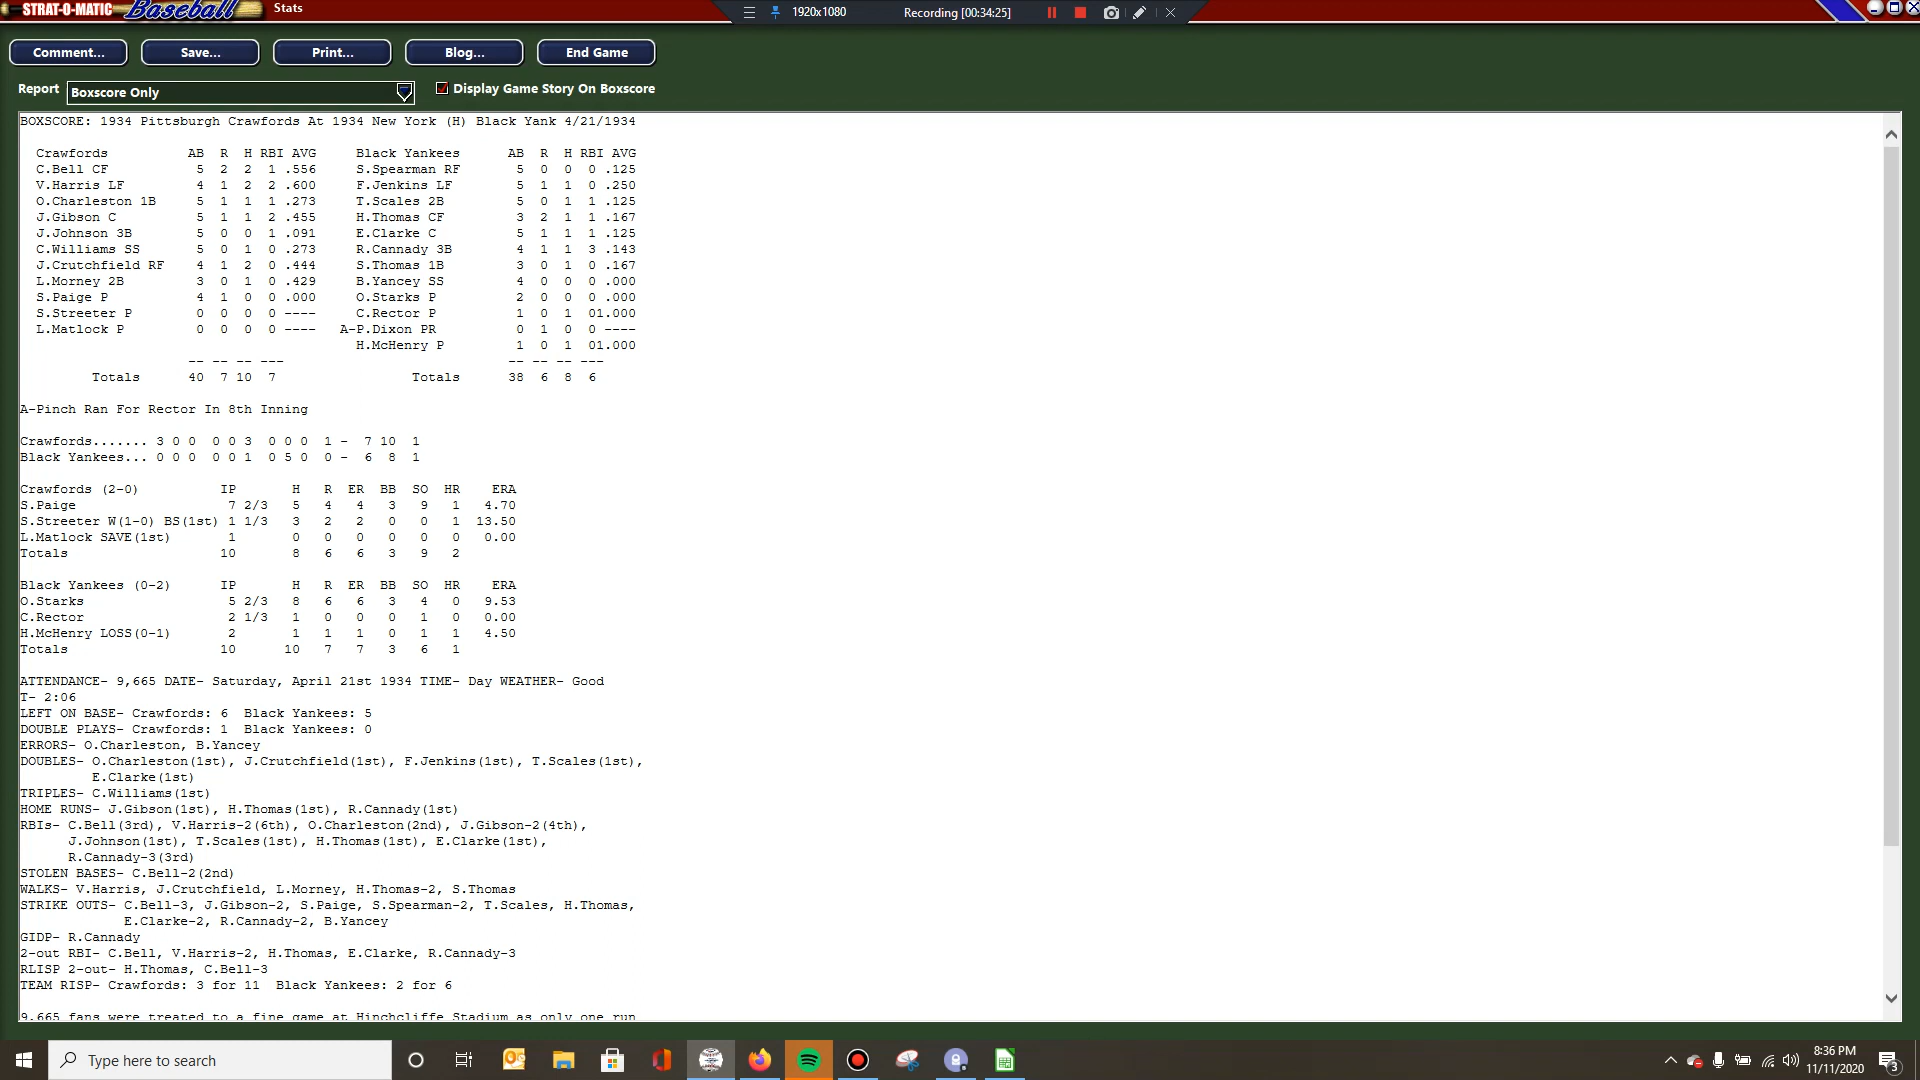 STRAT-O-MATIC Baseball Stats
1920x1080 Recording [00:34:25]
Comment... Save... Print... Blog... End Game
Report Boxscore Only Display Game Story On Boxscore
BOXSCORE: 1934 Pittsburgh Crawfords At 1934 New York (H) Black Yank 4/21/1934
Crawfords AB R H RBI AVG Black Yankees AB R H RBI AVG
C.Bell CF 5 2 2 1 .556 S.Spearman RF 5 0 0 0 .125
V.Harris LF 4 1 2 2 .600 F.Jenkins LF 5 1 1 0 .250
O.Charleston 1B 5 1 1 1 .273 T.Scales 2B 5 0 1 1 .125
J.Gibson C 5 1 1 2 .455 H.Thomas CF 3 2 1 1 .167
J.Johnson 3B 5 0 0 1 .091 E.Clarke C 5 1 1 1 .125
C.Williams SS 5 0 1 0 .273 R.Cannady 3B 4 1 1 3 .143
J.Crutchfield RF 4 1 2 0 .444 S.Thomas 1B 3 0 1 0 .167
L.Morney 2B 3 0 1 0 .429 B.Yancey SS 4 0 0 0 .000
S.Paige P 4 1 0 0 .000 O.Starks P 2 0 0 0 .000
S.Streeter P 0 0 0 0 ---- C.Rector P 1 0 1 01.000
L.Matlock P 0 0 0 0 ---- A-P.Dixon PR 0 1 0 0 ----
H.McHenry P 1 0 1 01.000
-- -- -- --- -- -- -- ---
Totals 40 7 10 7 Totals 38 6 8 6
A-Pinch Ran For Rector In 8th Inning
Crawfords....... 3 0 0 0 0 3 0 0 0 1 - 7 10 1
Black Yankees... 0 0 0 0 0 1 0 5 0 0 - 6 8 1
Crawfords (2-0) IP H R ER BB SO HR ERA
S.Paige 7 2/3 5 4 4 3 9 1 4.70
S.Streeter W(1-0) BS(1st) 1 1/3 3 2 2 0 0 1 13.50
L.Matlock SAVE(1st) 1 0 0 0 0 0 0 0.00
Totals 10 8 6 6 3 9 2
Black Yankees (0-2) IP H R ER BB SO HR ERA
O.Starks 5 2/3 8 6 6 3 4 0 9.53
C.Rector 2 1/3 1 0 0 0 1 0 0.00
H.McHenry LOSS(0-1) 2 1 1 1 0 1 1 4.50
Totals 10 10 7 7 3 6 1
ATTENDANCE- 9,665 DATE- Saturday, April 21st 1934 TIME- Day WEATHER- Good
T- 2:06
LEFT ON BASE- Crawfords: 6 Black Yankees: 5
DOUBLE PLAYS- Crawfords: 1 Black Yankees: 0
ERRORS- O.Charleston, B.Yancey
DOUBLES- O.Charleston(1st), J.Crutchfield(1st), F.Jenkins(1st), T.Scales(1st),
E.Clarke(1st)
TRIPLES- C.Williams(1st)
HOME RUNS- J.Gibson(1st), H.Thomas(1st), R.Cannady(1st)
RBIs- C.Bell(3rd), V.Harris-2(6th), O.Charleston(2nd), J.Gibson-2(4th),
J.Johnson(1st), T.Scales(1st), H.Thomas(1st), E.Clarke(1st),
R.Cannady-3(3rd)
STOLEN BASES- C.Bell-2(2nd)
WALKS- V.Harris, J.Crutchfield, L.Morney, H.Thomas-2, S.Thomas
STRIKE OUTS- C.Bell-3, J.Gibson-2, S.Paige, S.Spearman-2, T.Scales, H.Thomas,
E.Clarke-2, R.Cannady-2, B.Yancey
GIDP- R.Cannady
2-out RBI- C.Bell, V.Harris-2, H.Thomas, E.Clarke, R.Cannady-3
RLISP 2-out- H.Thomas, C.Bell-3
TEAM RISP- Crawfords: 3 for 11 Black Yankees: 2 for 6
9,665 fans were treated to a fine game at Hinchcliffe Stadium as only one run
Type here to search
8:36 PM
11/11/2020
3